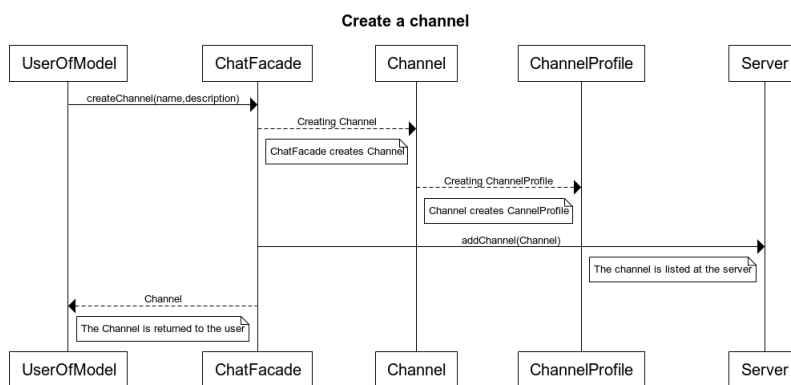 Create a channel
UserOfModel ChatFacade Channel ChannelProfile Server
createChannel(name,description)
Creating Channel
ChatFacade creates Channel
Creating ChannelProfile
Channel creates CannelProfile
addChannel(Channel)
The channel is listed at the server
Channel
The Channel is returned to the user
UserOfModel ChatFacade Channel ChannelProfile Server